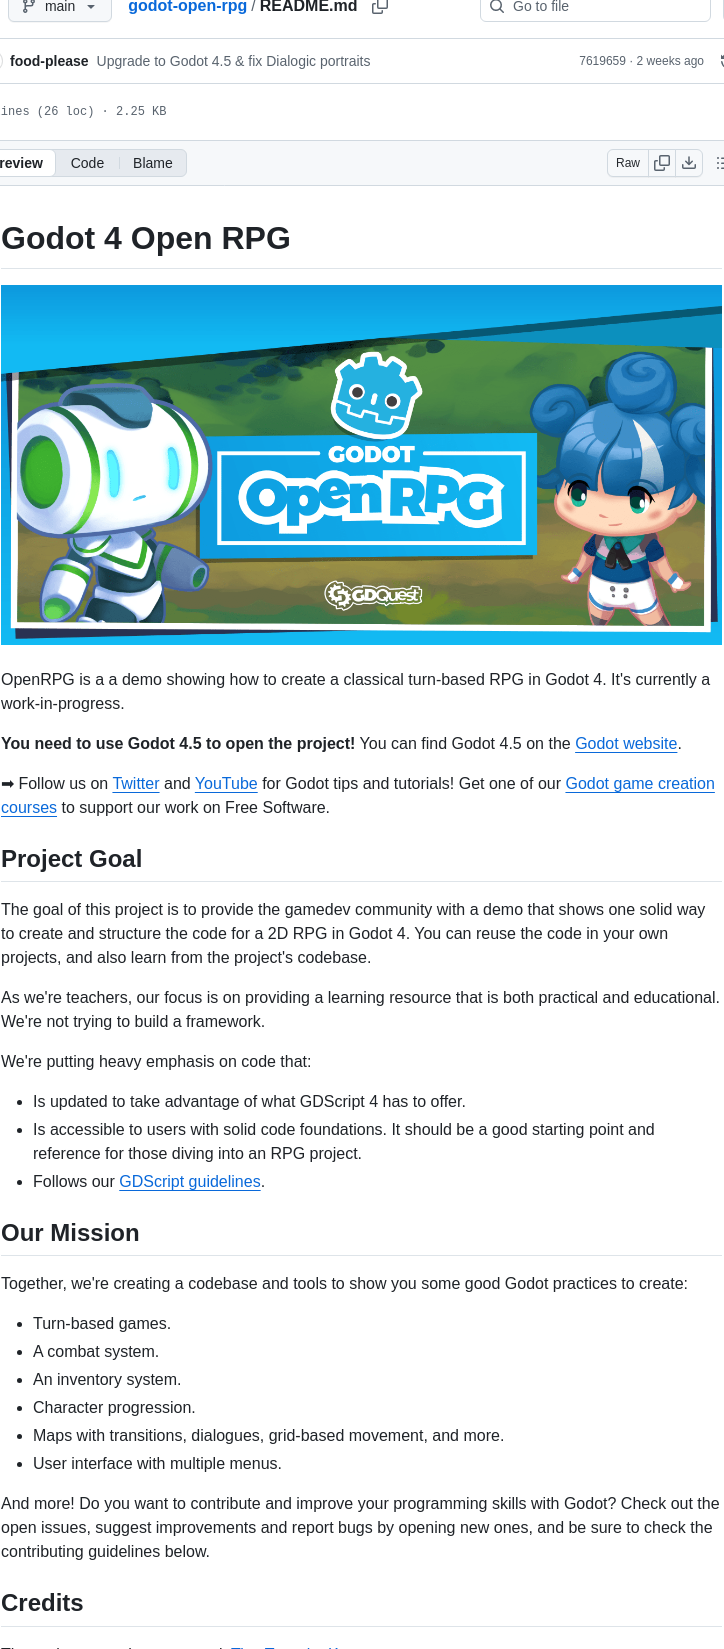 main
godot-open-rpg / README.md
Go to file
food-please Upgrade to Godot 4.5 & fix Dialogic portraits
7619659 · 2 weeks ago
ines (26 loc) · 2.25 KB
review
Code
Blame
Raw
Godot 4 Open RPG
GODOT
OpenRPG
GDQuest
OpenRPG is a a demo showing how to create a classical turn-based RPG in Godot 4. It's currently a
work-in-progress.
You need to use Godot 4.5 to open the project! You can find Godot 4.5 on the Godot website.
➡ Follow us on Twitter and YouTube for Godot tips and tutorials! Get one of our Godot game creation
courses to support our work on Free Software.
Project Goal
The goal of this project is to provide the gamedev community with a demo that shows one solid way
to create and structure the code for a 2D RPG in Godot 4. You can reuse the code in your own
projects, and also learn from the project's codebase.
As we're teachers, our focus is on providing a learning resource that is both practical and educational.
We're not trying to build a framework.
We're putting heavy emphasis on code that:
• Is updated to take advantage of what GDScript 4 has to offer.
• Is accessible to users with solid code foundations. It should be a good starting point and
reference for those diving into an RPG project.
• Follows our GDScript guidelines.
Our Mission
Together, we're creating a codebase and tools to show you some good Godot practices to create:
• Turn-based games.
• A combat system.
• An inventory system.
• Character progression.
• Maps with transitions, dialogues, grid-based movement, and more.
• User interface with multiple menus.
And more! Do you want to contribute and improve your programming skills with Godot? Check out the
open issues, suggest improvements and report bugs by opening new ones, and be sure to check the
contributing guidelines below.
Credits